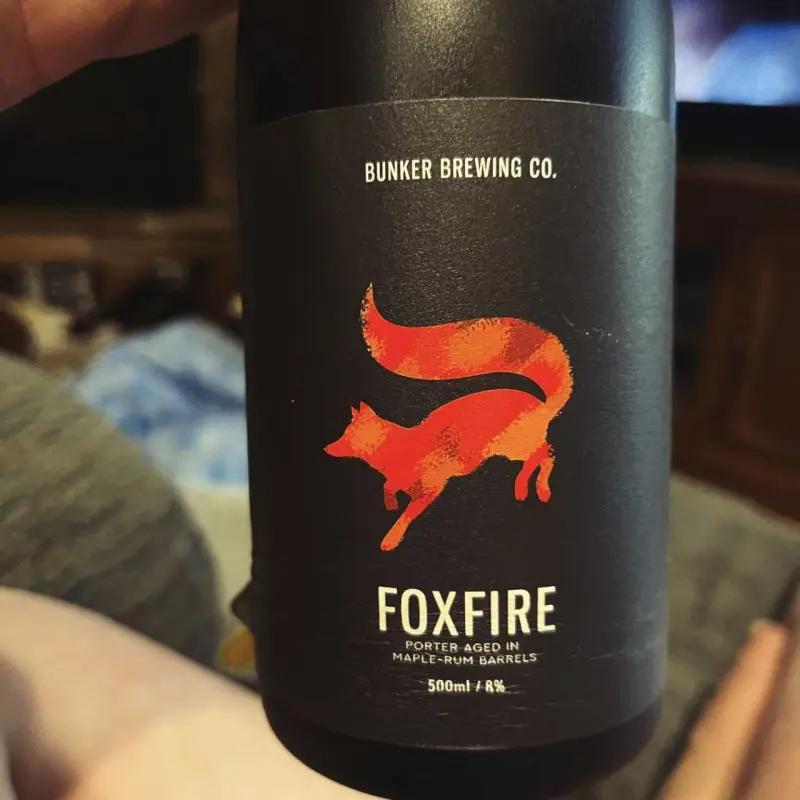 BUNKER BREWING CO.
FOXFIRE
PORTER AGED IN
MAPLE-RUM BARRELS
500ml / 8%